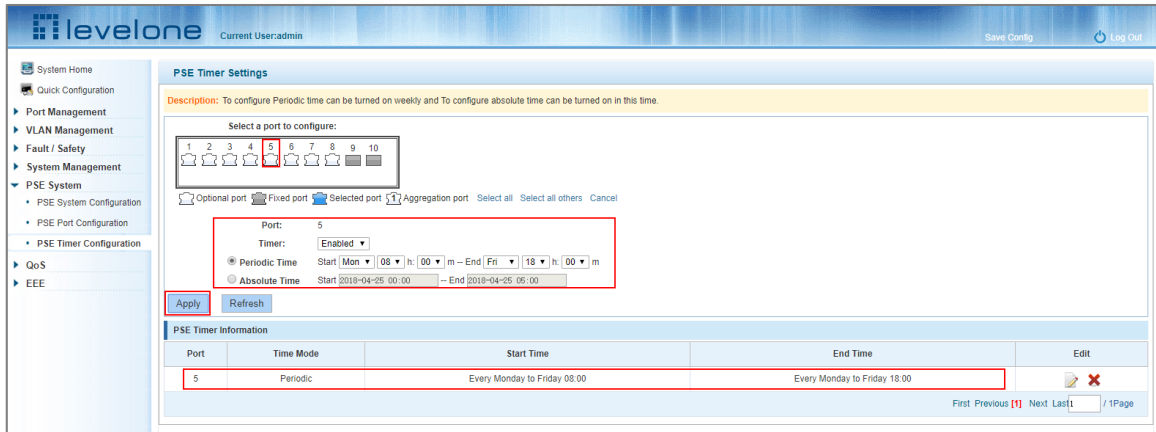 levelone Current User:admin Save Config Log Out
System Home
Quick Configuration
Port Management
VLAN Management
Fault / Safety
System Management
PSE System
PSE System Configuration
PSE Port Configuration
PSE Timer Configuration
QoS
EEE
PSE Timer Settings
Description: To configure Periodic time can be turned on weekly and To configure absolute time can be turned on in this time.
Select a port to configure:
1 2 3 4 5 6 7 8 9 10
Optional port Fixed port Selected port 1 Aggregation port Select all Select all others Cancel
Port: 5
Timer: Enabled
Periodic Time Start Mon 08 h: 00 m -- End Fri 18 h: 00 m
Absolute Time Start 2018-04-25 00:00 -- End 2018-04-25 05:00
Apply Refresh
PSE Timer Information
Port Time Mode Start Time End Time Edit
5 Periodic Every Monday to Friday 08:00 Every Monday to Friday 18:00
First Previous [1] Next Last 1 / 1Page